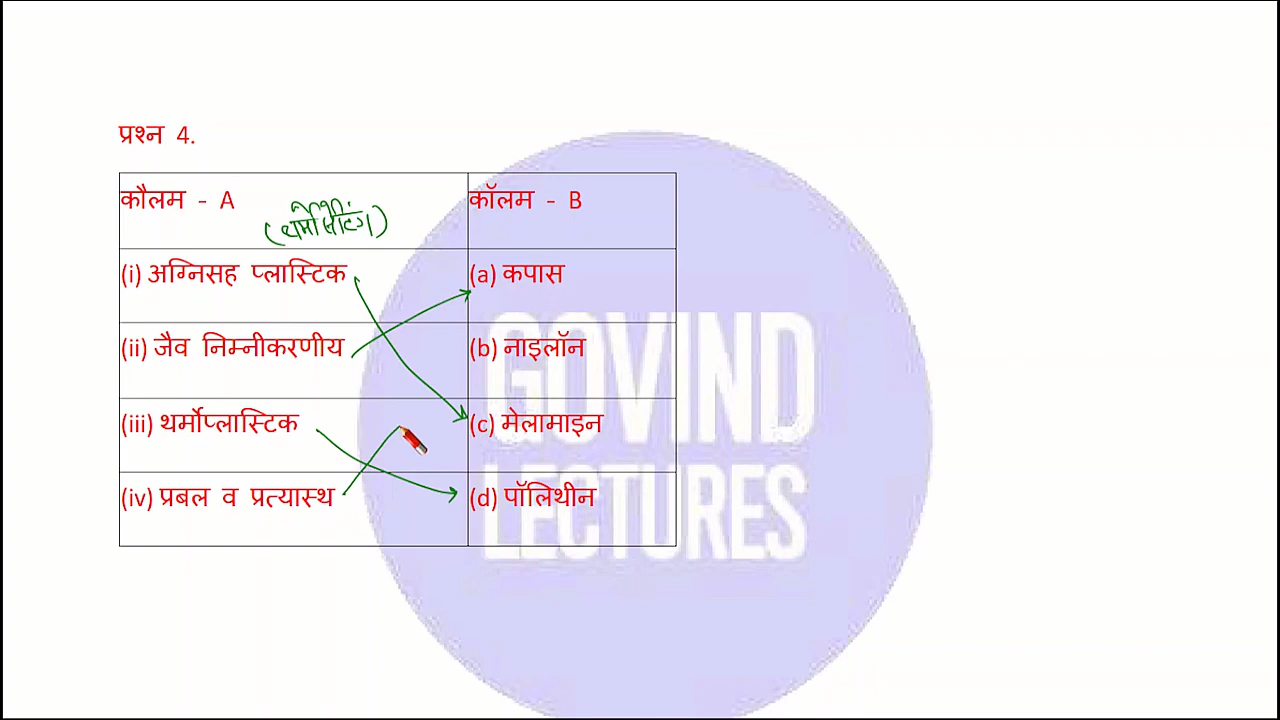 प्रश्न 4.
कौलम - A
कॉलम - B
(थर्मोसेटिंग)
(i) अग्निसह प्लास्टिक
(a) कपास
(ii) जैव निम्नीकरणीय
(b) नाइलॉन
(iii) थर्मोप्लास्टिक
(c) मेलामाइन
(iv) प्रबल व प्रत्यास्थ
(d) पॉलिथीन
GOVIND
LECTURES